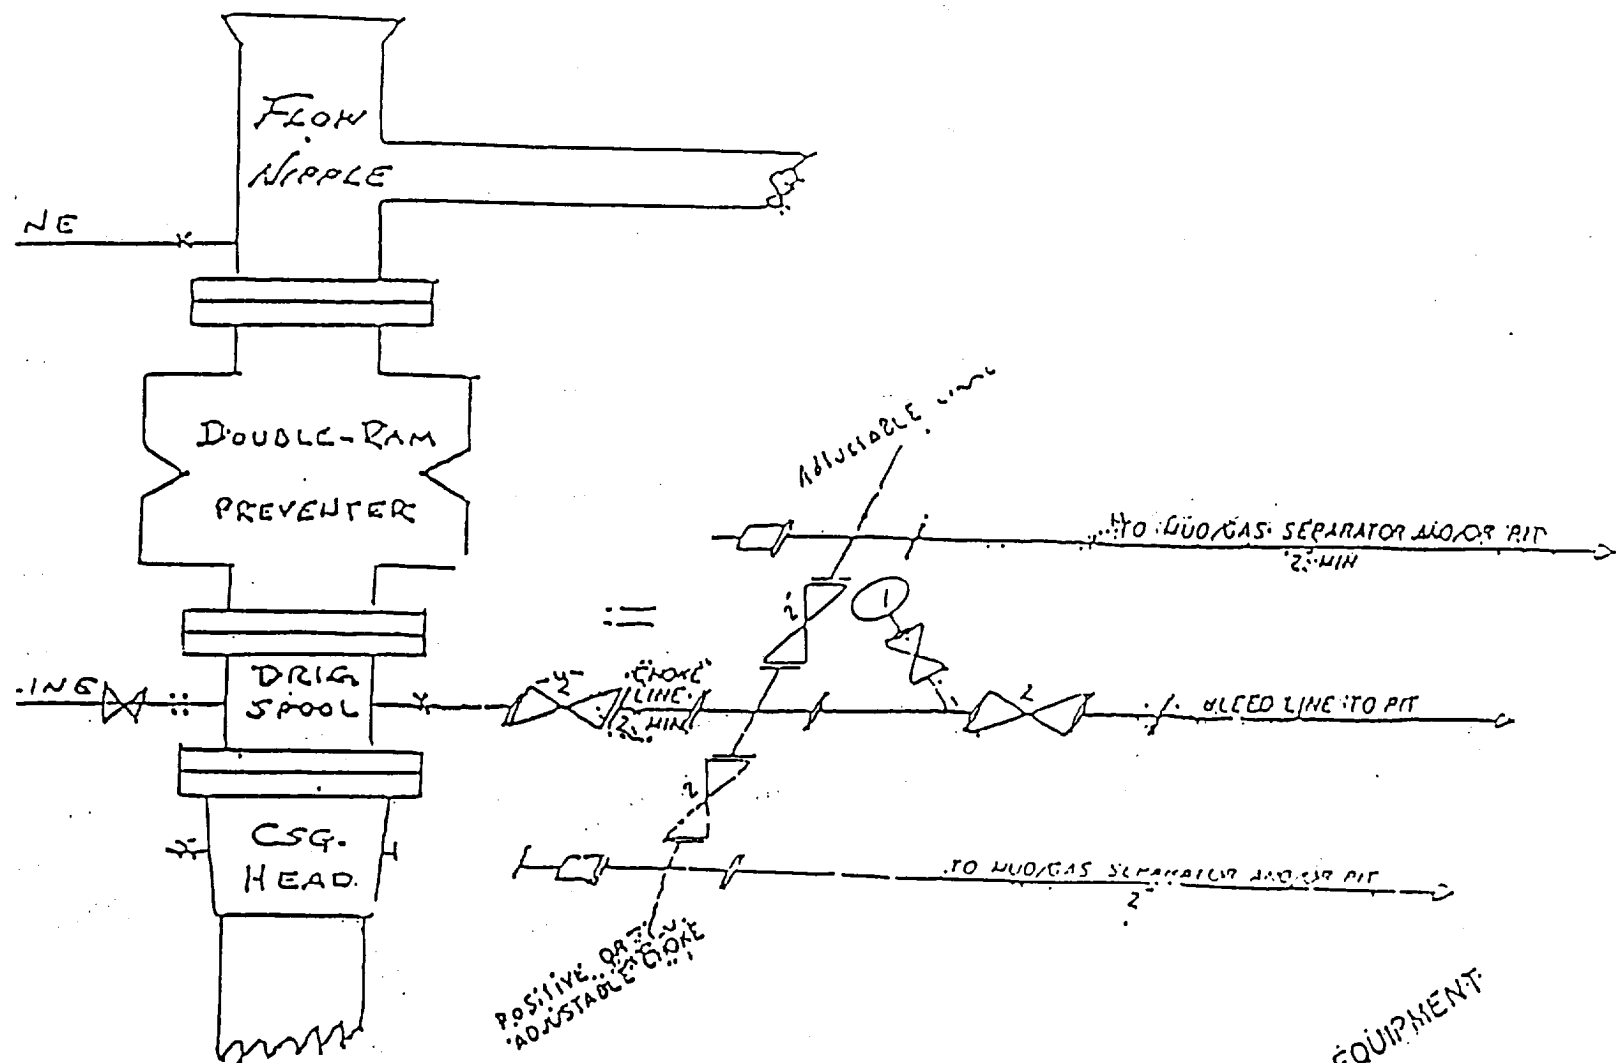 FLOW
NIPPLE
NE
DOUBLE-RAM
PREVENTER
ADJUSTABLE
TO MUD/GAS SEPARATOR AND/OR PIT
2" MIN
2"
1
.INE
DRLG
SPOOL
2"
CHOKE
LINE
2" MIN
2
BLEED LINE TO PIT
2
CSG.
HEAD
TO MUD/GAS SEPARATOR AND/OR PIT
2"
POSITIVE OR
ADJUSTABLE CHOKE
EQUIPMENT